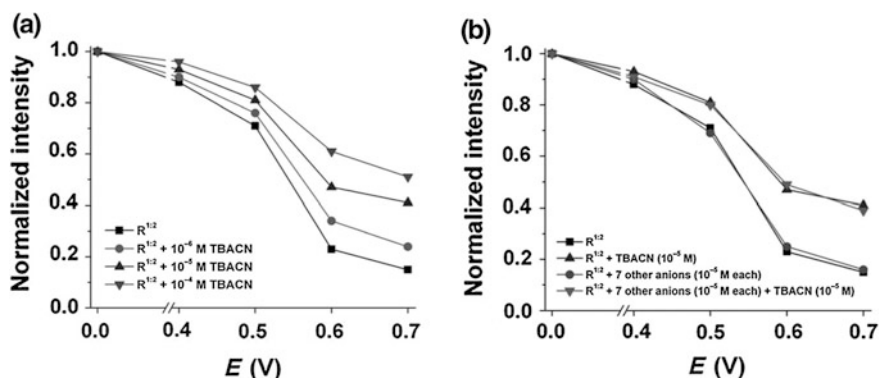 (a)
Normalized intensity
1.0
0.8
0.6
0.4
0.2
0.0
R¹:²
R¹:² + 10⁻⁶ M TBACN
R¹:² + 10⁻⁵ M TBACN
R¹:² + 10⁻⁴ M TBACN
0.0 0.4 0.5 0.6 0.7
E (V)
(b)
Normalized intensity
1.0
0.8
0.6
0.4
0.2
0.0
R¹:²
R¹:² + TBACN (10⁻⁵ M)
R¹:² + 7 other anions (10⁻⁵ M each)
R¹:² + 7 other anions (10⁻⁵ M each) + TBACN (10⁻⁵ M)
0.0 0.4 0.5 0.6 0.7
E (V)